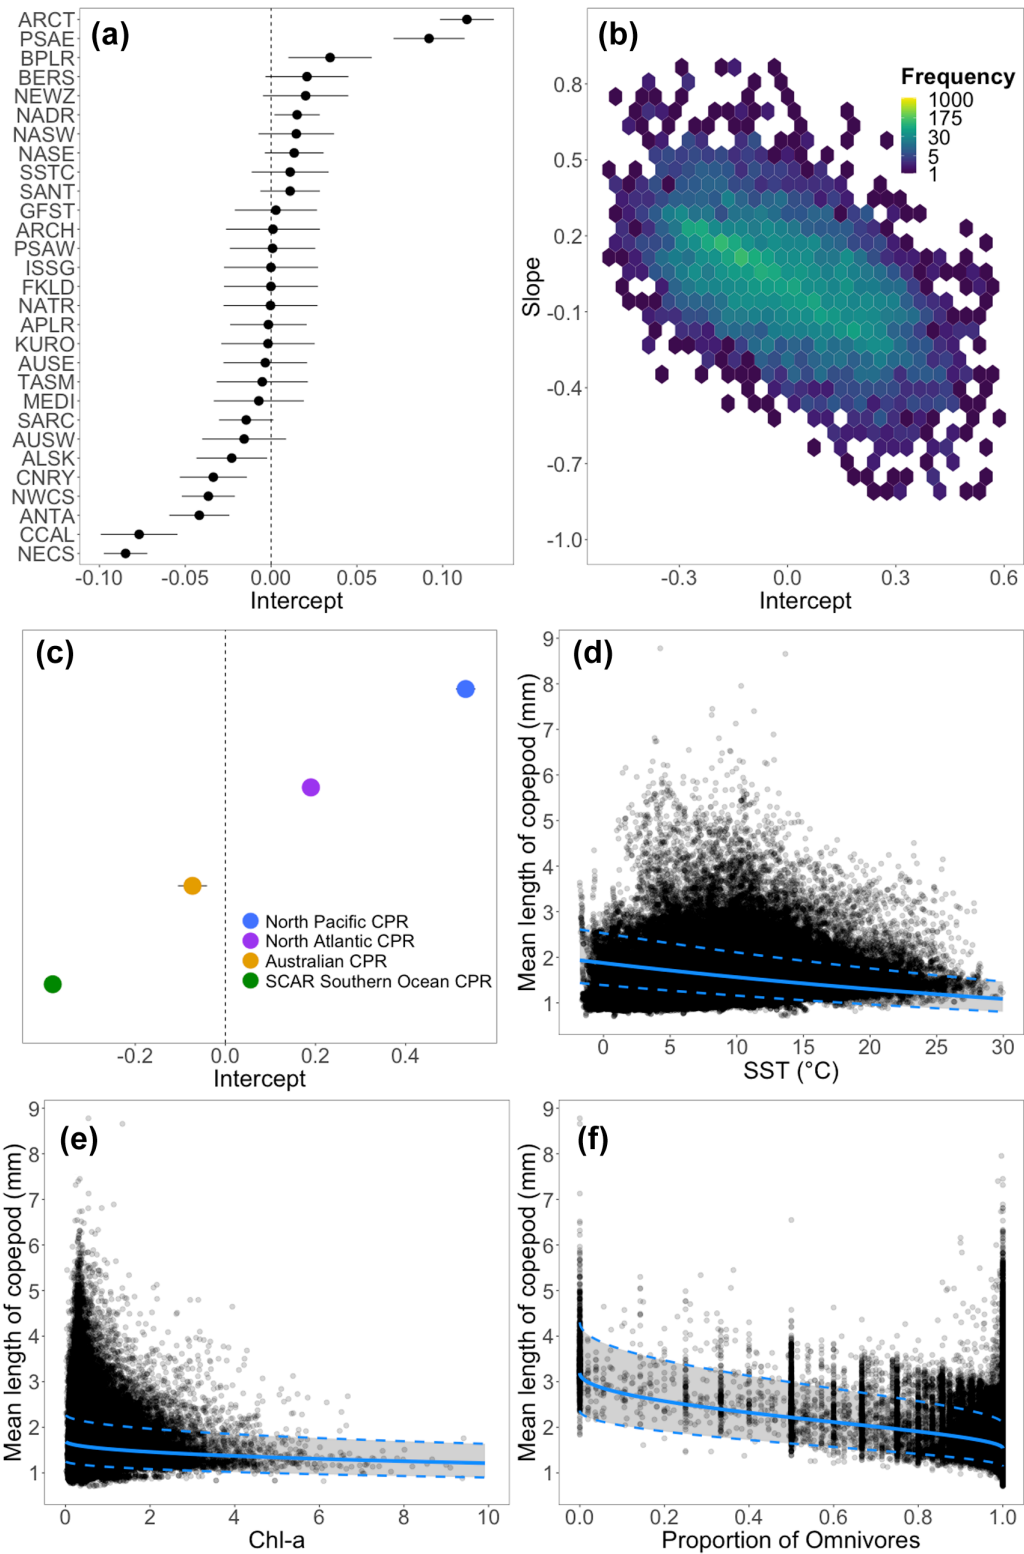 (a)
ARCT
PSAE
BPLR
BERS
NEWZ
NADR
NASW
NASE
SSTC
SANT
GFST
ARCH
PSAW
ISSG
FKLD
NATR
APLR
KURO
AUSE
TASM
MEDI
SARC
AUSW
ALSK
CNRY
NWCS
ANTA
CCAL
NECS
-0.10 -0.05 0.00 0.05 0.10
Intercept
(b)
Frequency
1000
175
30
5
1
Slope
0.8
0.5
0.2
-0.1
-0.4
-0.7
-1.0
-0.3 0.0 0.3 0.6
Intercept
(c)
North Pacific CPR
North Atlantic CPR
Australian CPR
SCAR Southern Ocean CPR
-0.2 0.0 0.2 0.4
Intercept
(d)
Mean length of copepod (mm)
9
8
7
6
5
4
3
2
1
0 5 10 15 20 25 30
SST (°C)
(e)
Mean length of copepod (mm)
9
8
7
6
5
4
3
2
1
0 2 4 6 8 10
Chl-a
(f)
Mean length of copepod (mm)
9
8
7
6
5
4
3
2
1
0.0 0.2 0.4 0.6 0.8 1.0
Proportion of Omnivores